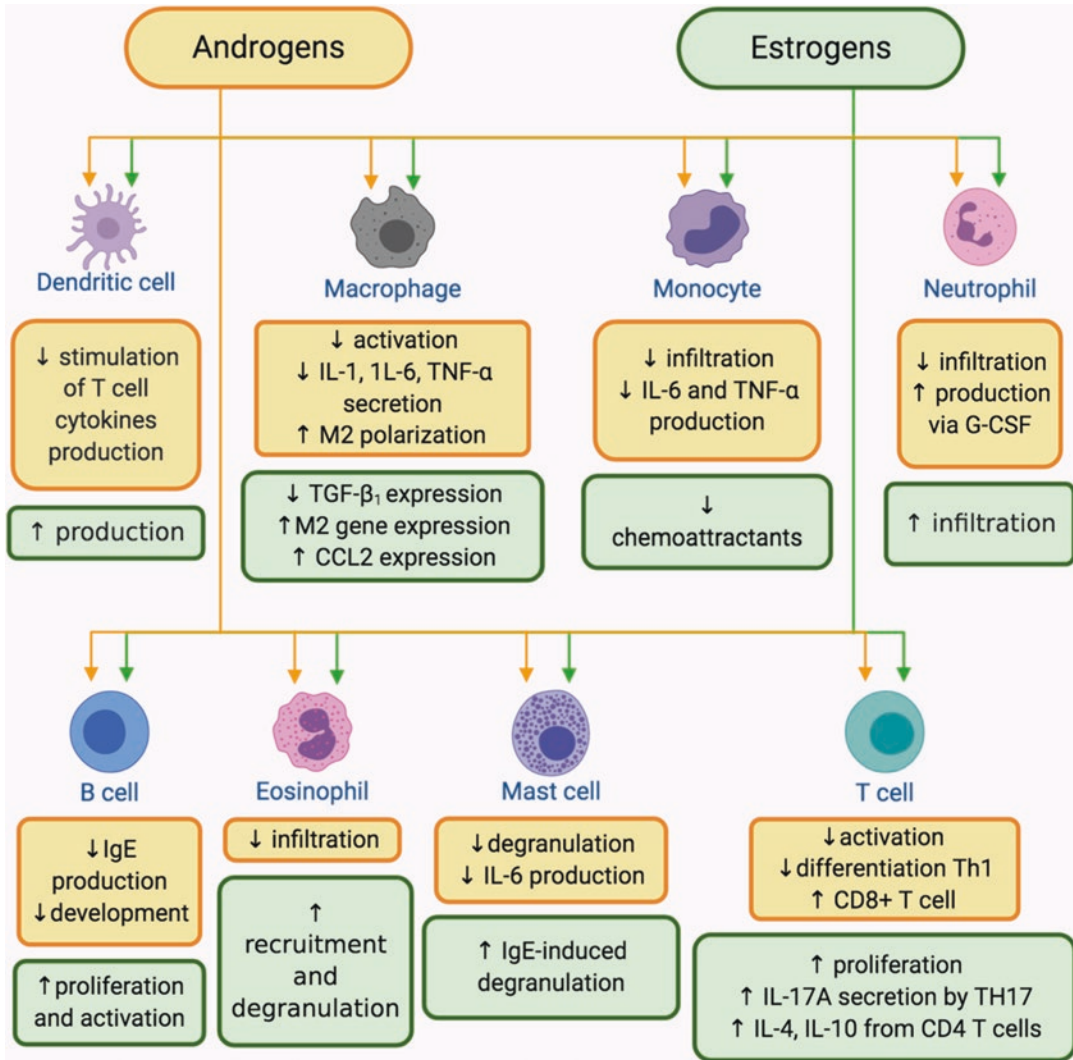 Androgens
Estrogens
Dendritic cell
↓ stimulation
of T cell
cytokines
production
↑ production
Macrophage
↓ activation
↓ IL-1, 1L-6, TNF-α
secretion
↑ M2 polarization
↓ TGF-β₁ expression
↑M2 gene expression
↑ CCL2 expression
Monocyte
↓ infiltration
↓ IL-6 and TNF-α
production
↓
chemoattractants
Neutrophil
↓ infiltration
↑ production
via G-CSF
↑ infiltration
B cell
↓IgE
production
↓development
↑proliferation
and activation
Eosinophil
↓ infiltration
↑
recruitment
and
degranulation
Mast cell
↓degranulation
↓ IL-6 production
↑ IgE-induced
degranulation
T cell
↓activation
↓differentiation Th1
↑ CD8+ T cell
↑ proliferation
↑ IL-17A secretion by TH17
↑ IL-4, IL-10 from CD4 T cells